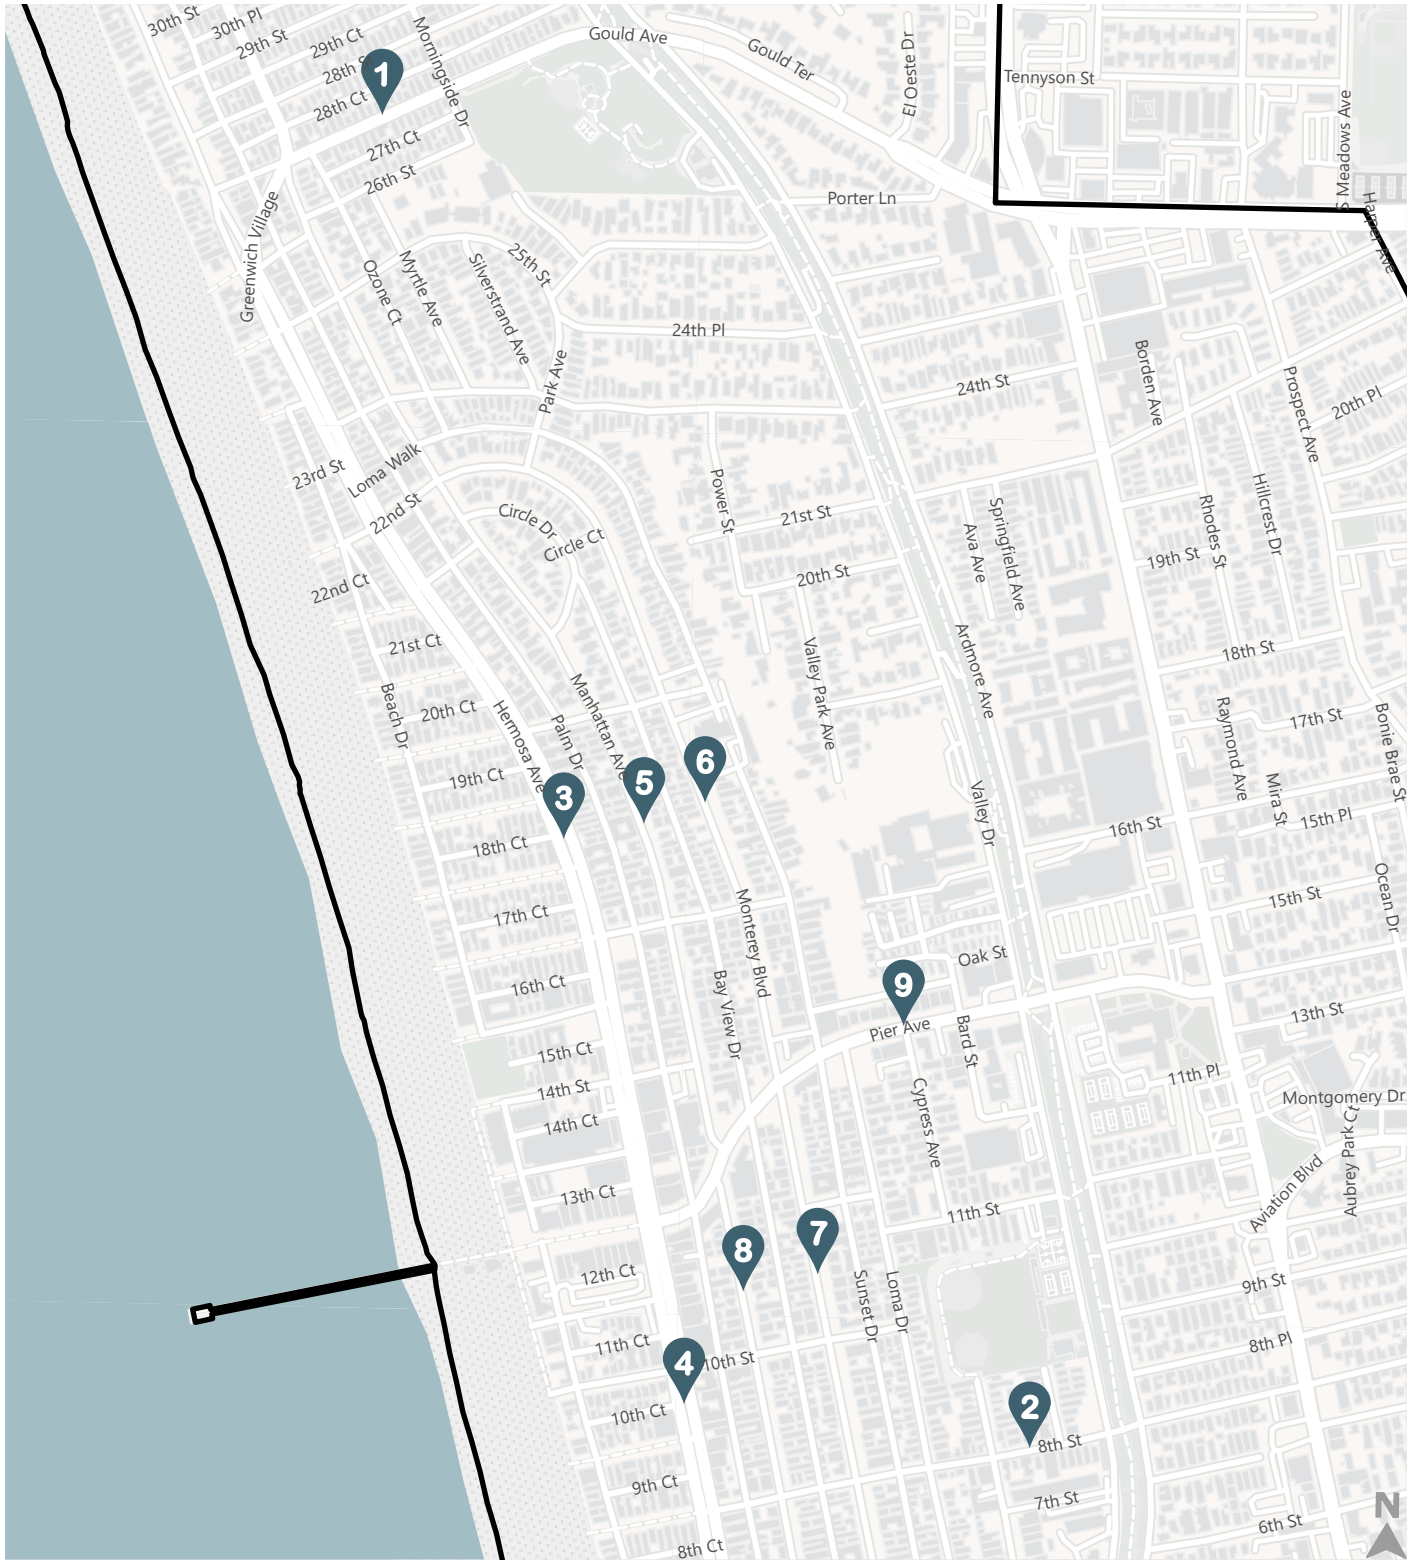 30th St
30th Pl
29th St
29th Ct
28th St
28th Ct
1
Morningside Dr
Gould Ave
Gould Ter
El Oeste Dr
Tennyson St
S Meadows Ave
Harper Ave
27th Ct
26th St
Porter Ln
Greenwich Village
Ozone Ct
Myrtle Ave
Silverstrand Ave
25th St
24th Pl
Park Ave
24th St
Borden Ave
Prospect Ave
20th Pl
23rd St
Loma Walk
22nd St
Circle Dr
Circle Ct
Power St
21st St
20th St
Ava Ave
Springfield Ave
Rhodes St
Hillcrest Dr
19th St
22nd Ct
21st Ct
Beach Dr
20th Ct
Hermosa Ave
Palm Dr
Manhattan Ave
Valley Park Ave
Ardmore Ave
18th St
17th St
Raymond Ave
Bonie Brae St
Mira St
15th Pl
6
5
3
19th Ct
18th Ct
Valley Dr
16th St
15th St
Ocean Dr
17th Ct
Monterey Blvd
Oak St
9
16th Ct
Bay View Dr
Pier Ave
Bard St
13th St
15th Ct
14th St
14th Ct
Cypress Ave
11th Pl
Montgomery Dr
Aubrey Park Ct
Aviation Blvd
13th Ct
11th St
7
8
12th Ct
Sunset Dr
Loma Dr
9th St
11th Ct
4
10th St
8th Pl
10th Ct
2
8th St
9th Ct
7th St
6th St
8th Ct
N